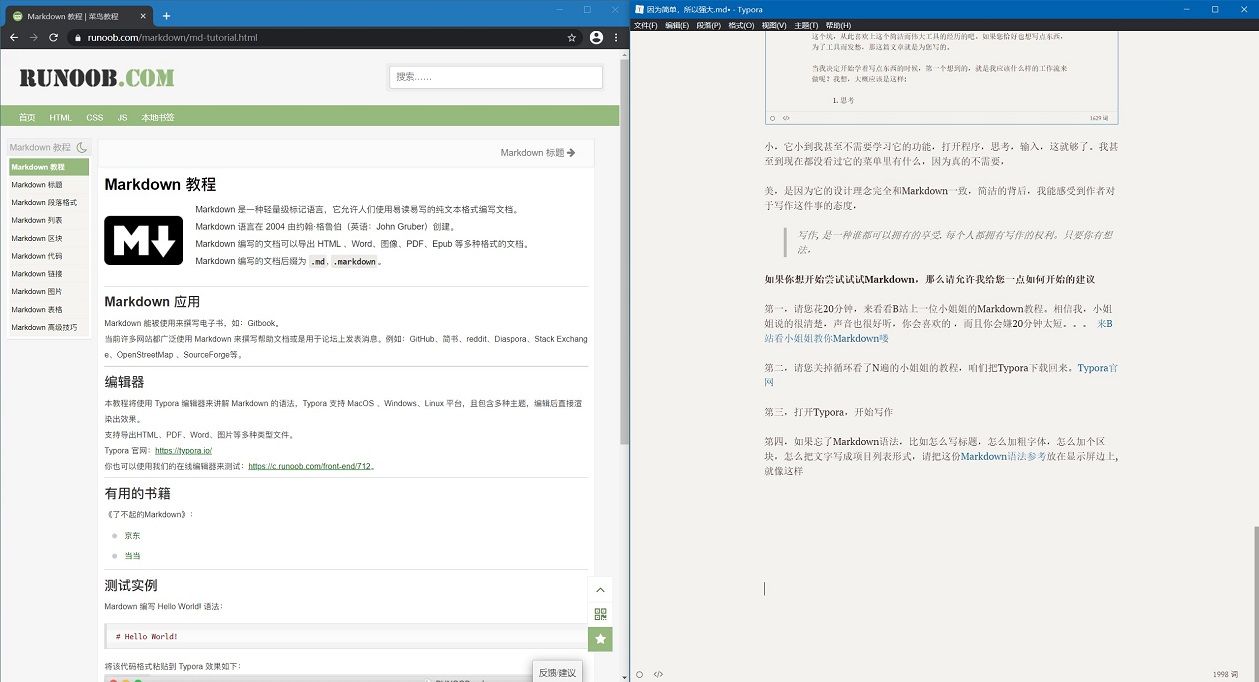 Markdown 教程 | 菜鸟教程
runoob.com/markdown/md-tutorial.html
RUNOOB.COM
搜索……
首页 HTML CSS JS 本地书签
Markdown 教程
Markdown 教程
Markdown 标题
Markdown 段落格式
Markdown 列表
Markdown 区块
Markdown 代码
Markdown 链接
Markdown 图片
Markdown 表格
Markdown 高级技巧
Markdown 标题
Markdown 教程
Markdown 是一种轻量级标记语言，它允许人们使用易读易写的纯文本格式编写文档。
Markdown 语言在 2004 由约翰·格鲁伯（英语：John Gruber）创建。
Markdown 编写的文档可以导出 HTML 、Word、图像、PDF、Epub 等多种格式的文档。
Markdown 编写的文档后缀为 .md, .markdown。
Markdown 应用
Markdown 能被使用来撰写电子书，如：Gitbook。
当前许多网站都广泛使用 Markdown 来撰写帮助文档或是用于论坛上发表消息。例如：GitHub、简书、reddit、Diaspora、Stack Exchang
e、OpenStreetMap 、SourceForge等。
编辑器
本教程将使用 Typora 编辑器来讲解 Markdown 的语法，Typora 支持 MacOS 、Windows、Linux 平台，且包含多种主题，编辑后直接渲
染出效果。
支持导出HTML、PDF、Word、图片等多种类型文件。
Typora 官网：https://typora.io/
你也可以使用我们的在线编辑器来测试：https://c.runoob.com/front-end/712。
有用的书籍
《了不起的Markdown》：
京东
当当
测试实例
Mardown 编写 Hello World! 语法：
# Hello World!
将该代码格式粘贴到 Typora 效果如下：
反馈/建议
因为简单，所以强大.md• - Typora
文件(F) 编辑(E) 段落(P) 格式(O) 视图(V) 主题(T) 帮助(H)
这个坑，从此喜欢上这个简洁而伟大工具的经历的吧。如果您恰好也想写点东西，
为了工具而发愁，那这篇文章就是为您写的。
当我决定开始学着写点东西的时候，第一个想到的，就是我应该什么样的工作流来
做呢？我想，大概应该是这样;
1. 思考
1629 词
小，它小到我甚至不需要学习它的功能，打开程序，思考，输入，这就够了。我甚
至到现在都没看过它的菜单里有什么，因为真的不需要，
美，是因为它的设计理念完全和Markdown一致，简洁的背后，我能感受到作者对
于写作这件事的态度，
写作, 是一种谁都可以拥有的享受. 每个人都拥有写作的权利。只要你有想
法，
如果你想开始尝试试试Markdown，那么请允许我给您一点如何开始的建议
第一，请您花20分钟，来看看B站上一位小姐姐的Markdown教程。相信我，小姐
姐说的很清楚，声音也很好听，你会喜欢的 ，而且你会嫌20分钟太短。。。 来B
站看小姐姐教你Markdown喽
第二，请您关掉循环看了N遍的小姐姐的教程，咱们把Typora下载回来。Typora官
网
第三，打开Typora，开始写作
第四，如果忘了Markdown语法，比如怎么写标题，怎么加粗字体，怎么加个区
块，怎么把文字写成项目列表形式，请把这份Markdown语法参考放在显示屏边上,
就像这样
1998 词